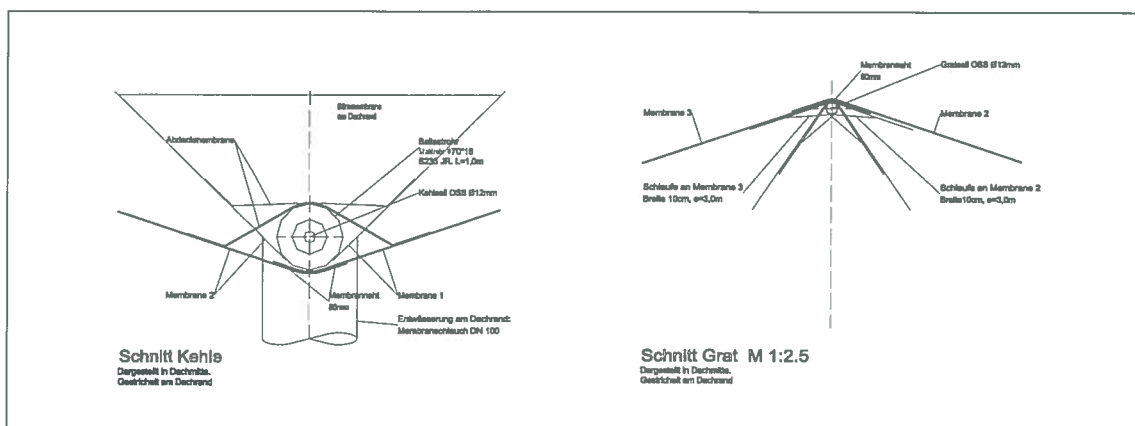 Stirnmembrane
am Dachrand
Abdeckmembrane
Ballastrohr
S235 JR. L=1,0m
Kehlseil OSS Ø12mm
Membrane 2
Membrannaht
80mm
Membrane 1
Entwässerung am Dachrand:
Membranschlauch DN 100
Schnitt Kehle
Dargestellt in Dachmitte.
Gestrichelt am Dachrand
Membrannaht
80mm
Gratseil OSS Ø12mm
Membrane 3
Membrane 2
Schlaufe an Membrane 3
Breite 10cm, e=3,0m
Schlaufe an Membrane 2
Breite10cm, e=3,0m
Schnitt Grat M 1:2.5
Dargestellt in Dachmitte.
Gestrichelt am Dachrand